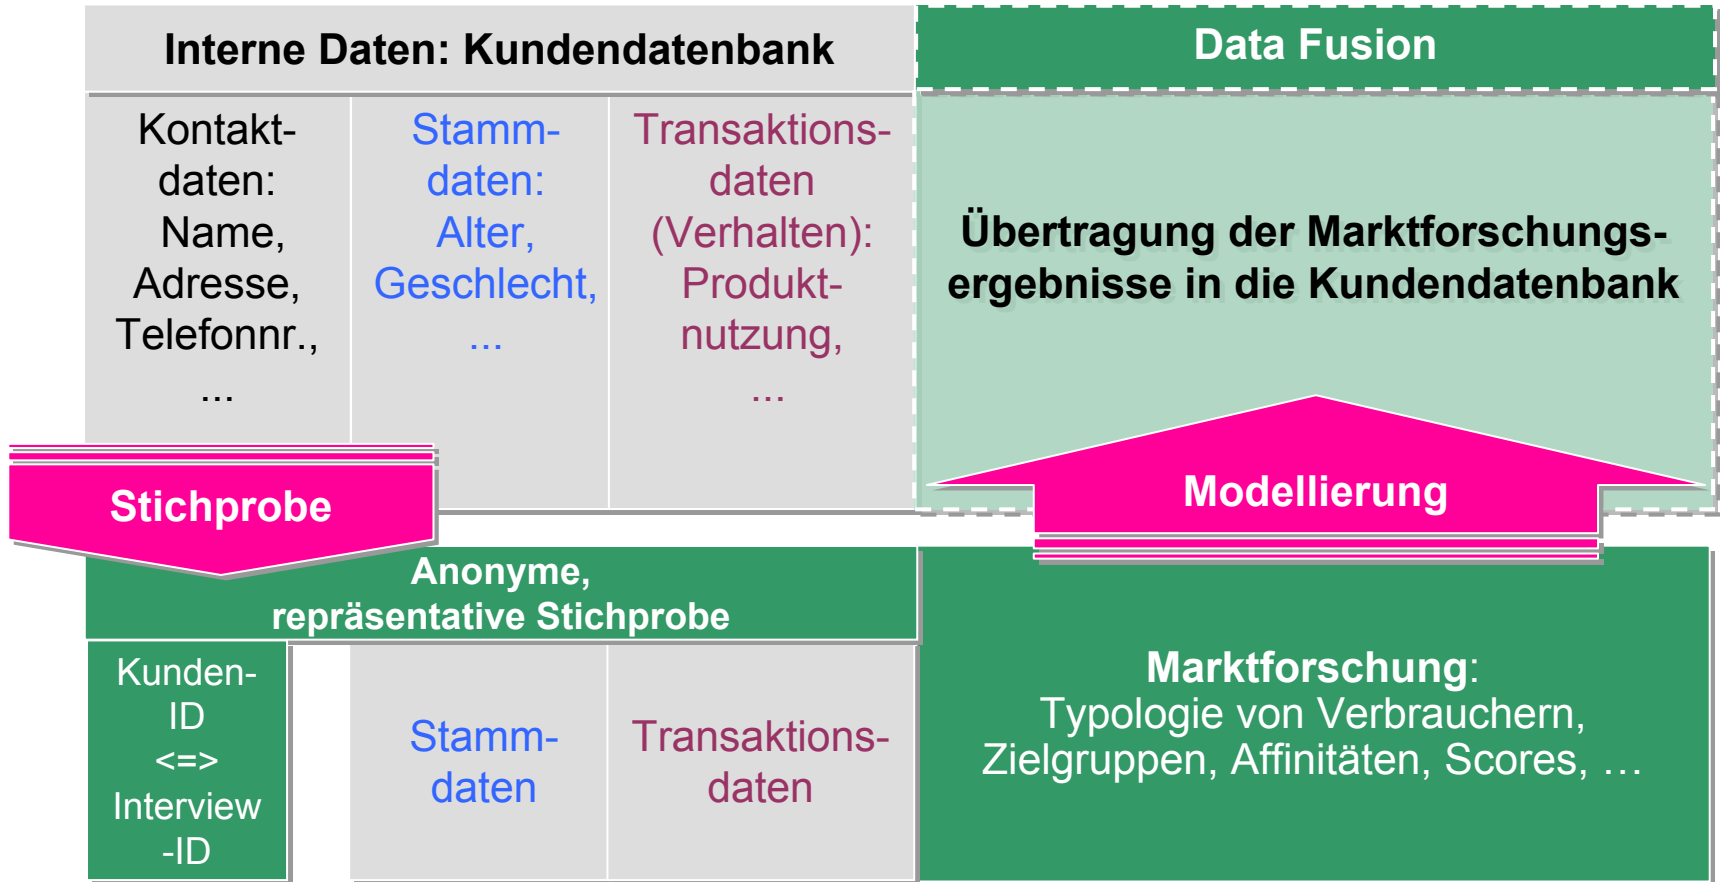 Interne Daten: Kundendatenbank
Data Fusion
Kontakt-
daten:
Name,
Adresse,
Telefonnr.,
...
Stamm-
daten:
Alter,
Geschlecht,
...
Transaktions-
daten
(Verhalten):
Produkt-
nutzung,
...
Übertragung der Marktforschungs-
ergebnisse in die Kundendatenbank
Stichprobe
Modellierung
Anonyme,
repräsentative Stichprobe
Kunden-
ID
<=>
Interview
-ID
Stamm-
daten
Transaktions-
daten
Marktforschung:
Typologie von Verbrauchern,
Zielgruppen, Affinitäten, Scores, …